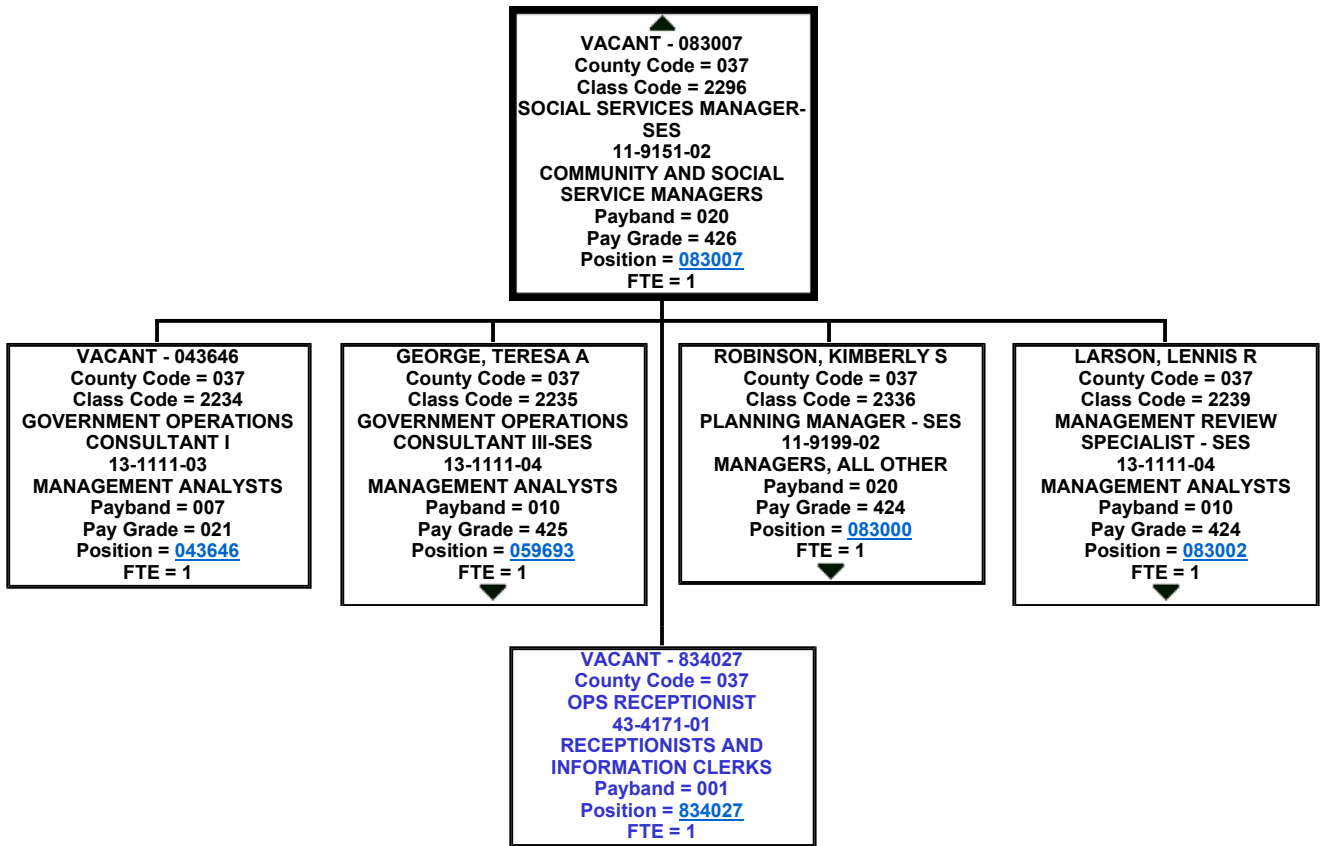 VACANT - 083007
County Code = 037
Class Code = 2296
SOCIAL SERVICES MANAGER-
SES
11-9151-02
COMMUNITY AND SOCIAL
SERVICE MANAGERS
Payband = 020
Pay Grade = 426
Position = 083007
FTE = 1
VACANT - 043646
County Code = 037
Class Code = 2234
GOVERNMENT OPERATIONS
CONSULTANT I
13-1111-03
MANAGEMENT ANALYSTS
Payband = 007
Pay Grade = 021
Position = 043646
FTE = 1
GEORGE, TERESA A
County Code = 037
Class Code = 2235
GOVERNMENT OPERATIONS
CONSULTANT III-SES
13-1111-04
MANAGEMENT ANALYSTS
Payband = 010
Pay Grade = 425
Position = 059693
FTE = 1
ROBINSON, KIMBERLY S
County Code = 037
Class Code = 2336
PLANNING MANAGER - SES
11-9199-02
MANAGERS, ALL OTHER
Payband = 020
Pay Grade = 424
Position = 083000
FTE = 1
LARSON, LENNIS R
County Code = 037
Class Code = 2239
MANAGEMENT REVIEW
SPECIALIST - SES
13-1111-04
MANAGEMENT ANALYSTS
Payband = 010
Pay Grade = 424
Position = 083002
FTE = 1
VACANT - 834027
County Code = 037
OPS RECEPTIONIST
43-4171-01
RECEPTIONISTS AND
INFORMATION CLERKS
Payband = 001
Position = 834027
FTE = 1